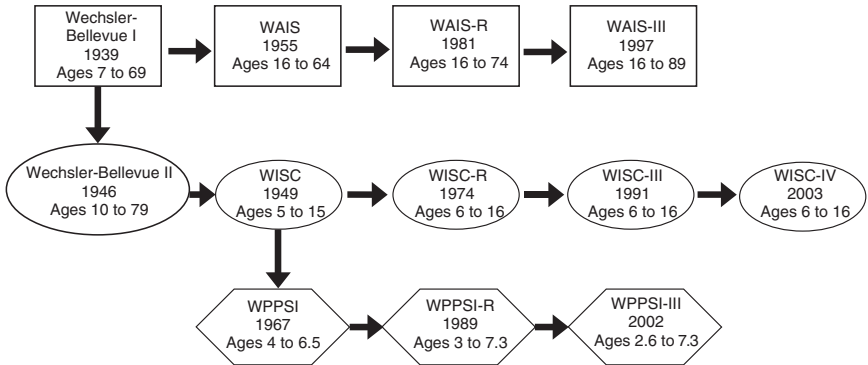 Wechsler-
Bellevue I
1939
Ages 7 to 69
WAIS
1955
Ages 16 to 64
WAIS-R
1981
Ages 16 to 74
WAIS-III
1997
Ages 16 to 89
Wechsler-Bellevue II
1946
Ages 10 to 79
WISC
1949
Ages 5 to 15
WISC-R
1974
Ages 6 to 16
WISC-III
1991
Ages 6 to 16
WISC-IV
2003
Ages 6 to 16
WPPSI
1967
Ages 4 to 6.5
WPPSI-R
1989
Ages 3 to 7.3
WPPSI-III
2002
Ages 2.6 to 7.3